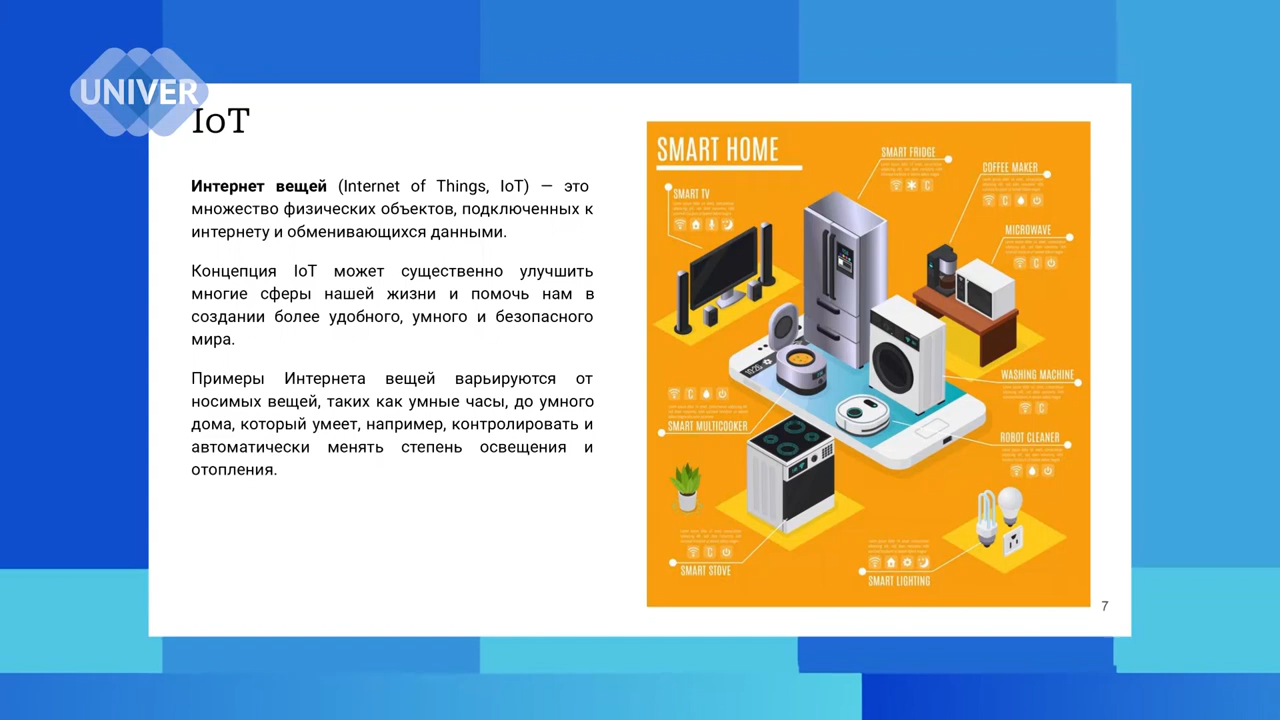 UNIVER
IoT
Интернет вещей (Internet of Things, IoT) — это
множество физических объектов, подключенных к
интернету и обменивающихся данными.
Концепция IoT может существенно улучшить
многие сферы нашей жизни и помочь нам в
создании более удобного, умного и безопасного
мира.
Примеры Интернета вещей варьируются от
носимых вещей, таких как умные часы, до умного
дома, который умеет, например, контролировать и
автоматически менять степень освещения и
отопления.
SMART HOME
SMART TV
SMART FRIDGE
COFFEE MAKER
MICROWAVE
WASHING MACHINE
SMART MULTICOOKER
ROBOT CLEANER
SMART STOVE
SMART LIGHTING
7